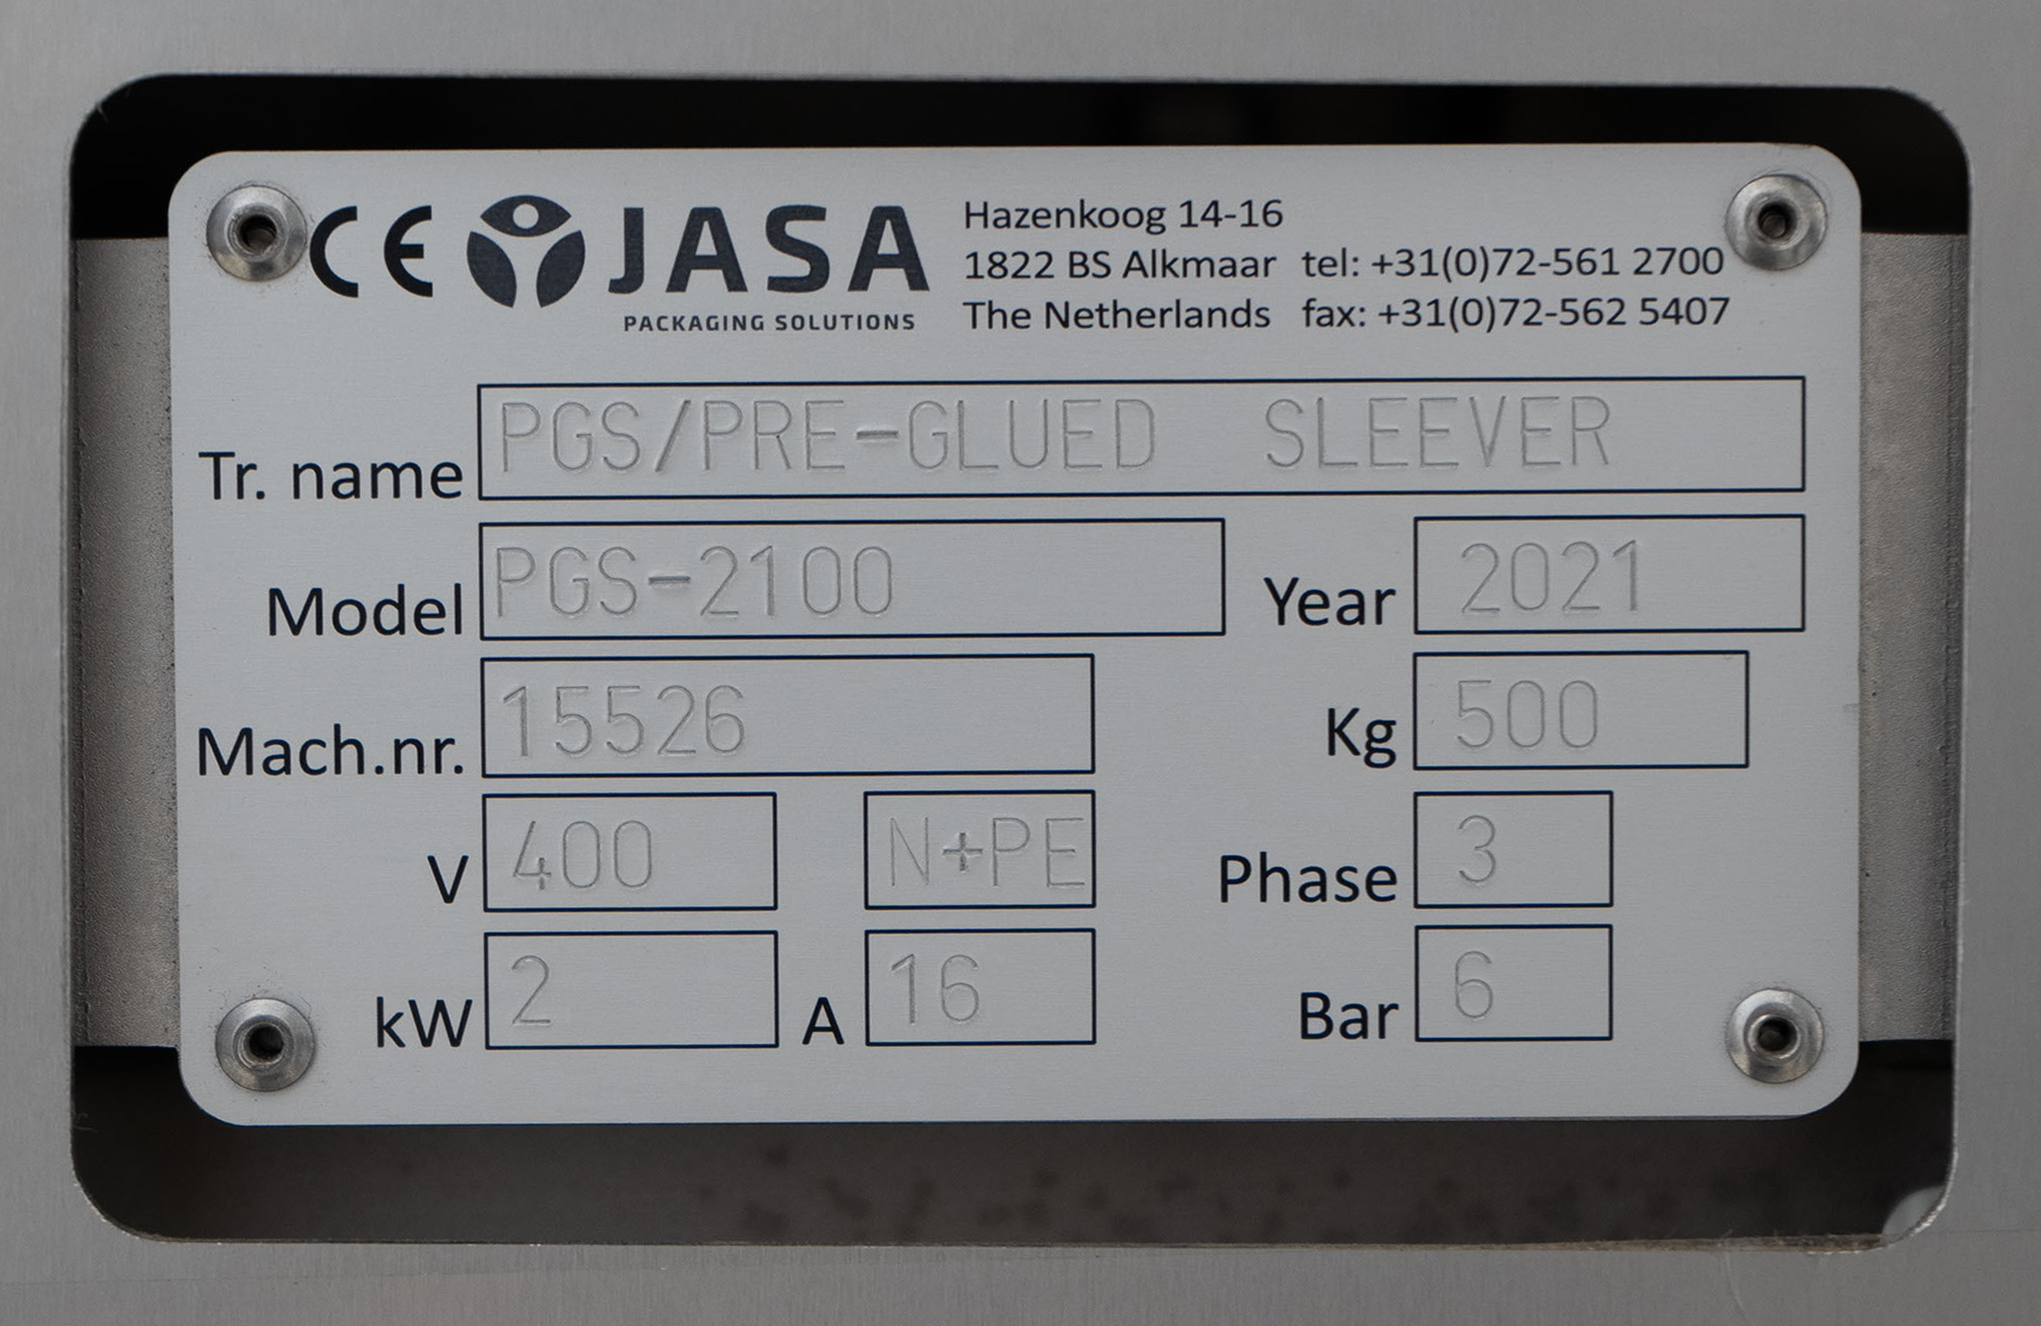 CE JASA
PACKAGING SOLUTIONS
Hazenkoog 14-16
1822 BS Alkmaar tel: +31(0)72-561 2700
The Netherlands fax: +31(0)72-562 5407
Tr. name PGS/PRE-GLUED SLEEVER
Model PGS-2100 Year 2021
Mach.nr. 15526 Kg 500
V 400 N+PE Phase 3
kW 2 A 16 Bar 6